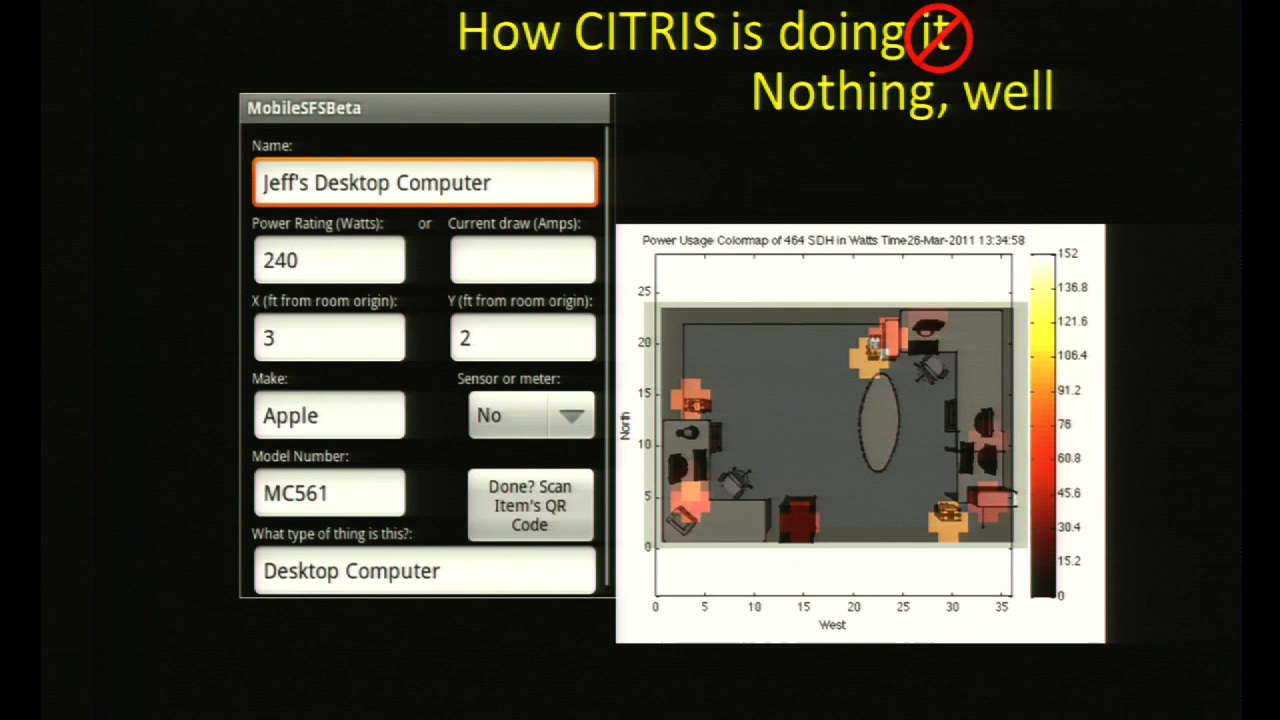 How CITRIS is doing it
Nothing, well
MobileSFSBeta
Name:
Jeff's Desktop Computer
Power Rating (Watts): or Current draw (Amps):
240
X (ft from room origin): Y (ft from room origin):
3 2
Make: Sensor or meter:
Apple No
Model Number:
MC561
Done? Scan
Item's QR
Code
What type of thing is this?:
Desktop Computer
Power Usage Colormap of 464 SDH in Watts Time26-Mar-2011 13:34:58
25
20
15
10
5
0
North
0 5 10 15 20 25 30 35
West
152
136.8
121.6
106.4
91.2
76
60.8
45.6
30.4
15.2
0